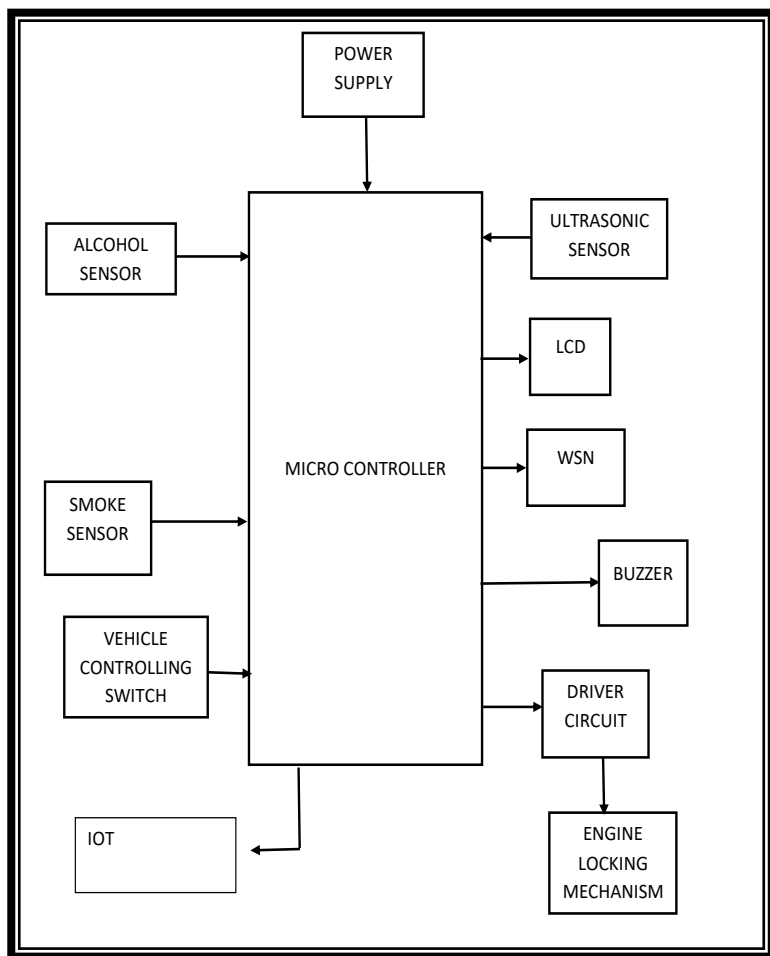 POWER
SUPPLY
ALCOHOL
SENSOR
ULTRASONIC
SENSOR
LCD
MICRO CONTROLLER
WSN
SMOKE
SENSOR
BUZZER
VEHICLE
CONTROLLING
SWITCH
DRIVER
CIRCUIT
IOT
ENGINE
LOCKING
MECHANISM